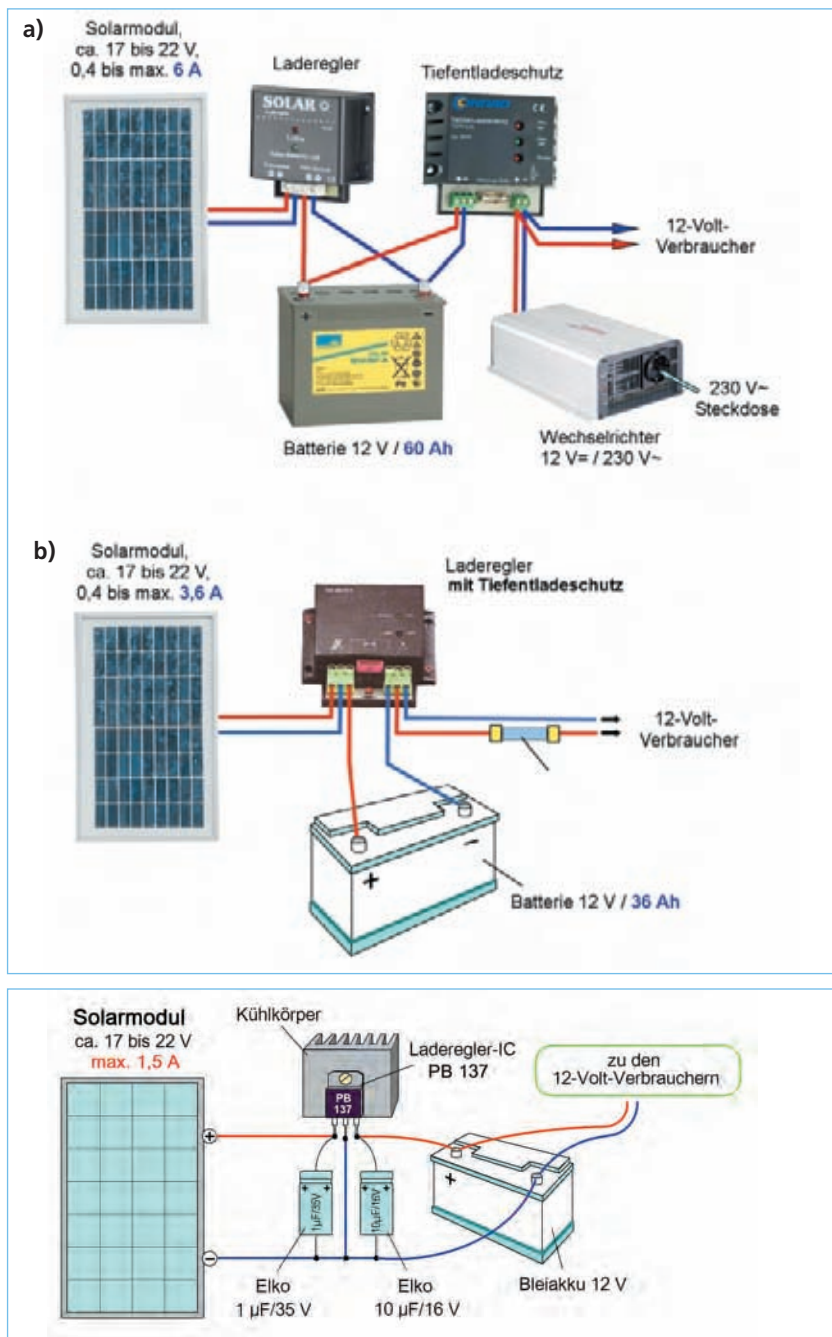 a)
Solarmodul,
ca. 17 bis 22 V,
0,4 bis max. 6 A
Laderegler
Tiefentladeschutz
SOLAR
CE
12-Volt-
Verbraucher
+
-
230 V~
Steckdose
Batterie 12 V / 60 Ah
Wechselrichter
12 V= / 230 V~
b)
Solarmodul,
ca. 17 bis 22 V,
0,4 bis max. 3,6 A
Laderegler
mit Tiefentladeschutz
12-Volt-
Verbraucher
+
-
Batterie 12 V / 36 Ah
Solarmodul
ca. 17 bis 22 V
max. 1,5 A
Kühlkörper
Laderegler-IC
PB 137
PB
137
zu den
12-Volt-Verbrauchern
+
+ +
+ +
1µF/35V
10µF/16V
+
−
Elko
1 µF/35 V
Elko
10 µF/16 V
Bleiakku 12 V